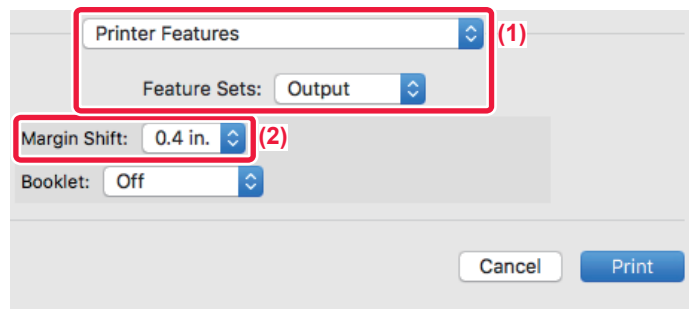 Printer Features (1)
Feature Sets: Output
Margin Shift: 0.4 in. (2)
Booklet: Off
Cancel Print